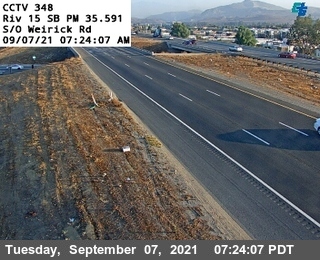 CCTV 348
Riv 15 SB PM 35.591
S/O Weirick Rd
09/07/21 07:24:07 AM
Tuesday, September 07, 2021 07:24:07 PDT